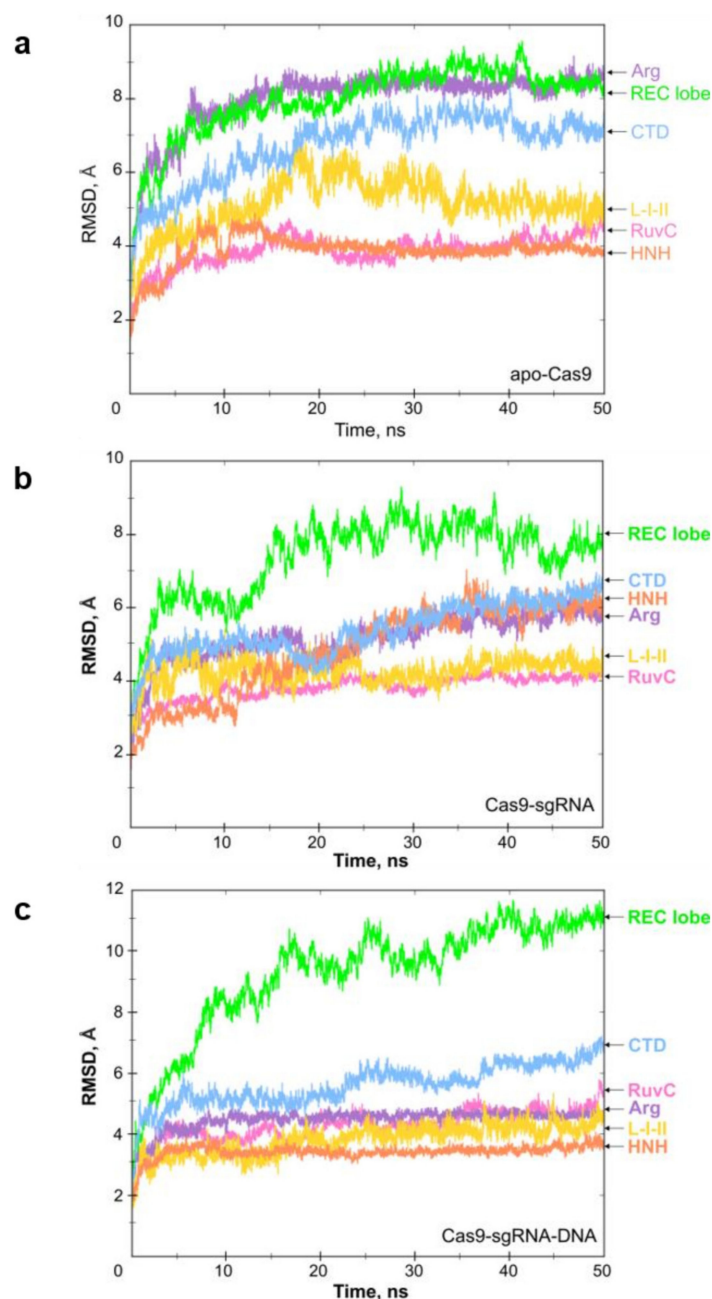 a
10
8
6
4
2
0
10
20
30
40
50
RMSD, Å
Time, ns
Arg
REC lobe
CTD
L-I-II
RuvC
HNH
apo-Cas9
b
10
8
6
4
2
0
10
20
30
40
50
RMSD, Å
Time, ns
REC lobe
CTD
HNH
Arg
L-I-II
RuvC
Cas9-sgRNA
c
12
10
8
6
4
2
0
10
20
30
40
50
RMSD, Å
Time, ns
REC lobe
CTD
RuvC
Arg
L-I-II
HNH
Cas9-sgRNA-DNA